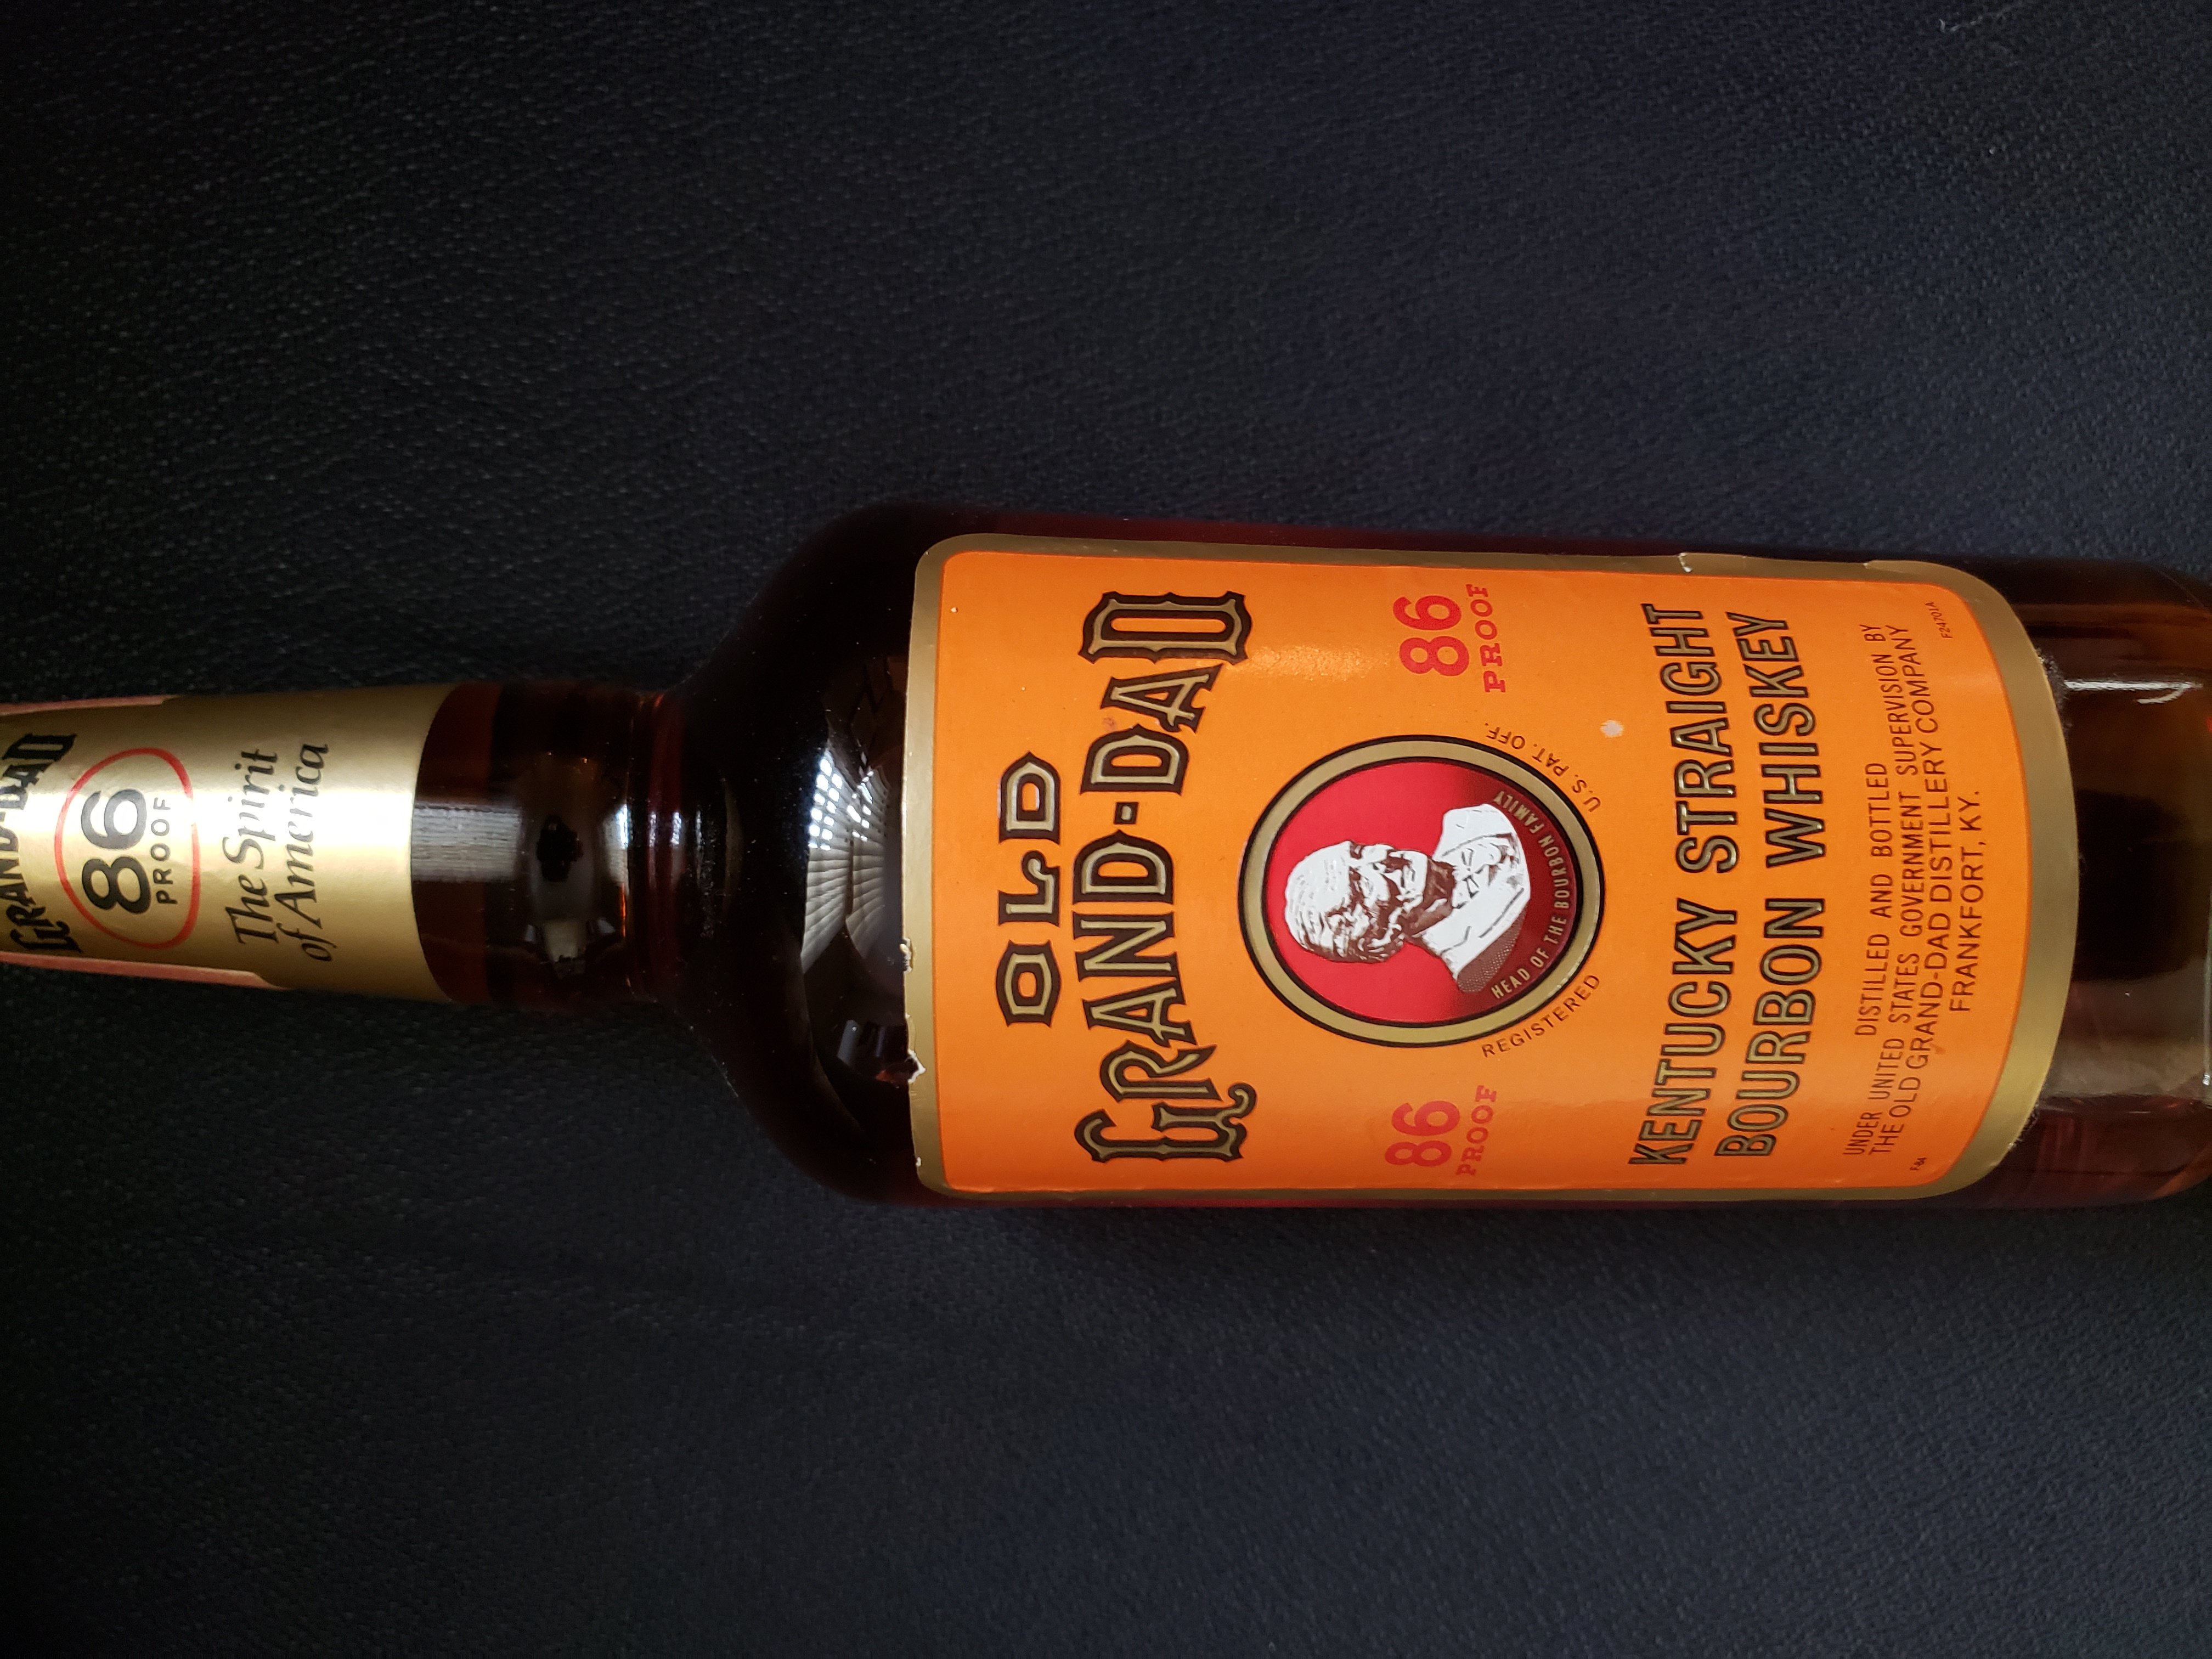 GRAND-DAD
86
PROOF
The Spirit
of America
OLD
GRAND-DAD
86
PROOF
86
PROOF
HEAD OF THE BOURBON FAMILY
REGISTERED
U.S. PAT. OFF.
KENTUCKY STRAIGHT
BOURBON WHISKEY
DISTILLED AND BOTTLED
UNDER UNITED STATES GOVERNMENT SUPERVISION BY
THE OLD GRAND-DAD DISTILLERY COMPANY
FRANKFORT, KY.
F24701A